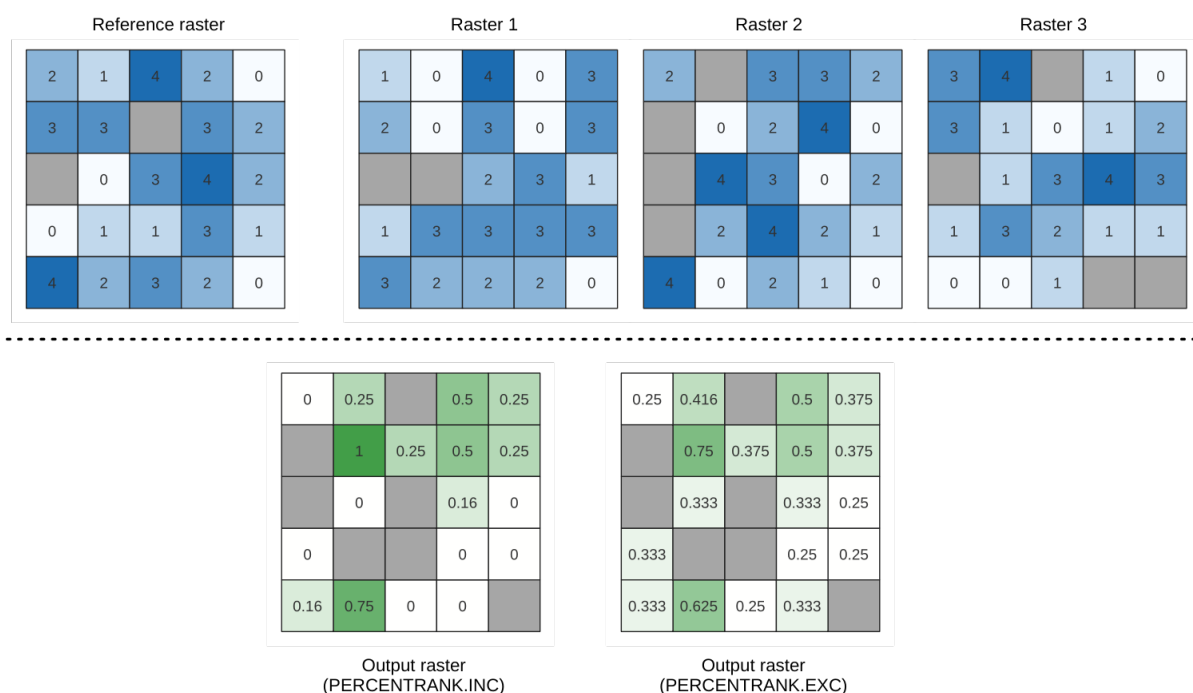 Reference raster Raster 1 Raster 2 Raster 3
2 1 4 2 0 1 0 4 0 3 2 3 3 2 3 4 1 0
3 3 3 2 2 0 3 0 3 0 2 4 0 3 1 0 1 2
0 3 4 2 2 3 1 4 3 0 2 1 3 4 3
0 1 1 3 1 1 3 3 3 3 2 4 2 1 1 3 2 1 1
4 2 3 2 0 3 2 2 2 0 4 0 2 1 0 0 0 1
0 0.25 0.5 0.25 0.25 0.416 0.5 0.375
1 0.25 0.5 0.25 0.75 0.375 0.5 0.375
0 0.16 0 0.333 0.333 0.25
0 0 0 0.333 0.25 0.25
0.16 0.75 0 0 0.333 0.625 0.25 0.333
Output raster Output raster
(PERCENTRANK.INC) (PERCENTRANK.EXC)